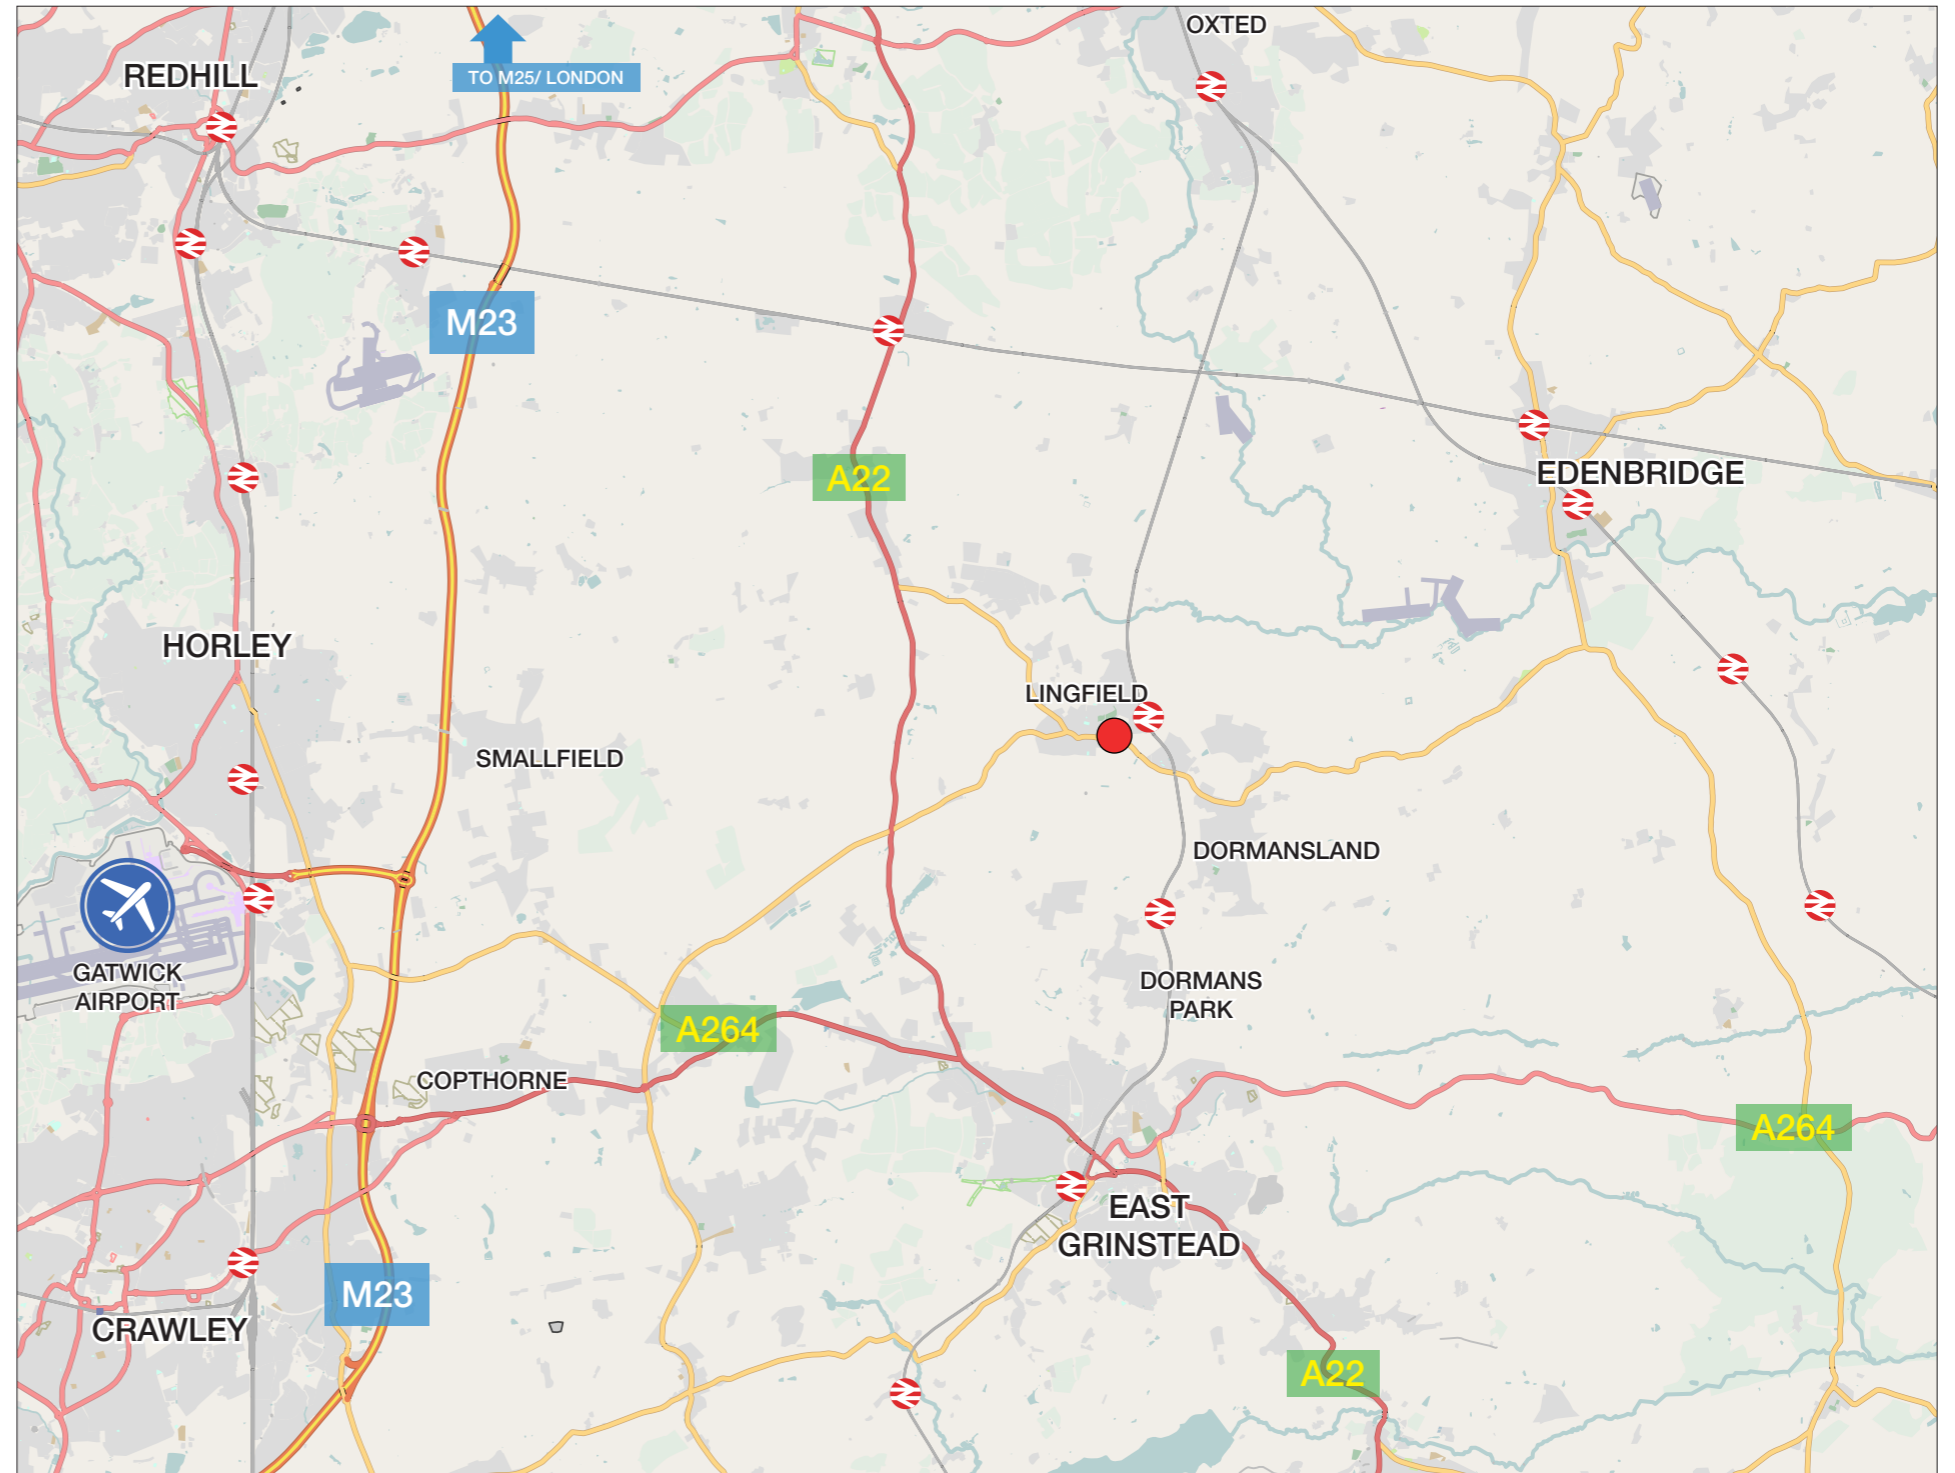 OXTED
REDHILL
TO M25/ LONDON
M23
A22
EDENBRIDGE
HORLEY
LINGFIELD
SMALLFIELD
DORMANSLAND
GATWICK
AIRPORT
DORMANS
PARK
A264
COPTHORNE
A264
EAST
GRINSTEAD
M23
CRAWLEY
A22